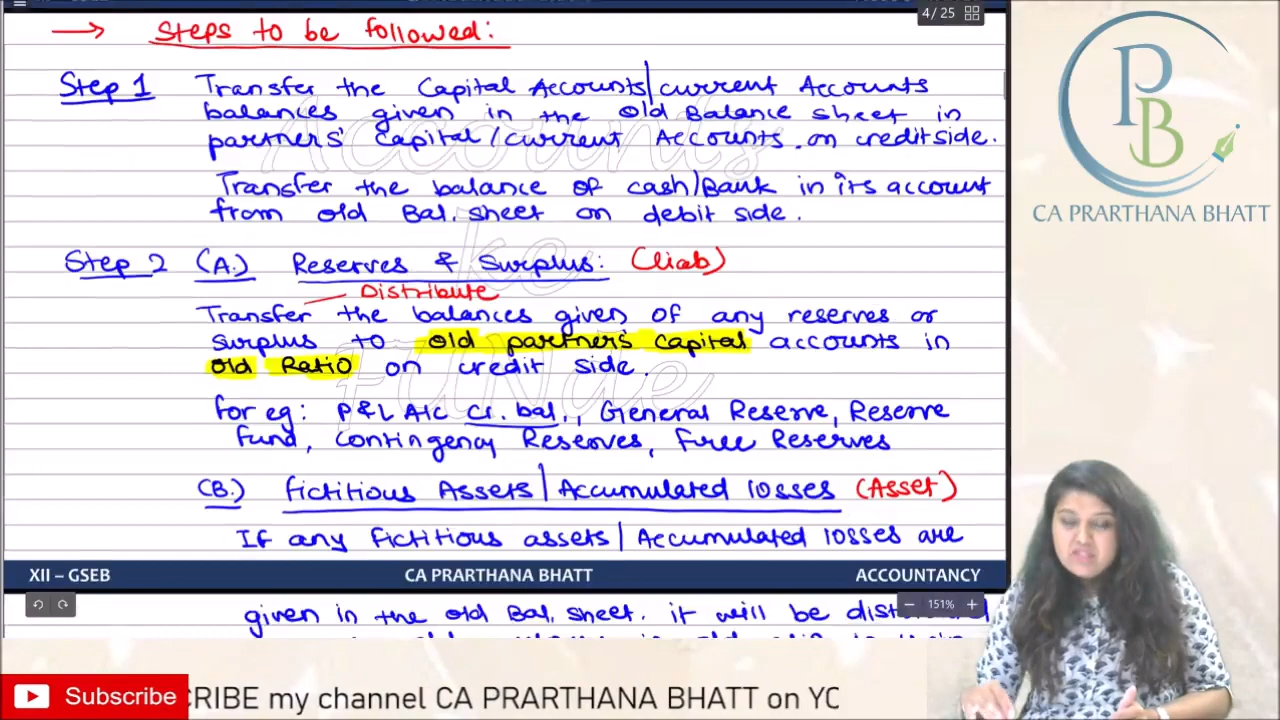 4 / 25
→ Steps to be followed:
Step 1 Transfer the Capital Accounts/current Accounts
balances given in the Old Balance sheet in
partners' Capital/current Accounts. on credit side.
Transfer the balance of cash/Bank in its account
from old Bal. sheet on debit side.
Step 2 (A.) Reserves & Surplus: (liab)
Distribute
Transfer the balances given of any reserves or
surplus to old partner's capital accounts in
old Ratio on credit side.
for eg: P&L A/c Cr. bal., General Reserve, Reserve
fund, Contingency Reserves, Free Reserves
(B.) fictitious Assets/Accumulated losses (Asset)
If any fictitious assets/Accumulated losses are
XII – GSEB CA PRARTHANA BHATT ACCOUNTANCY
given in the old Bal. sheet. it will be
151%
Accounts
ke
FUNde
PB
CA PRARTHANA BHATT
Subscribe
CRIBE my channel CA PRARTHANA BHATT on YO